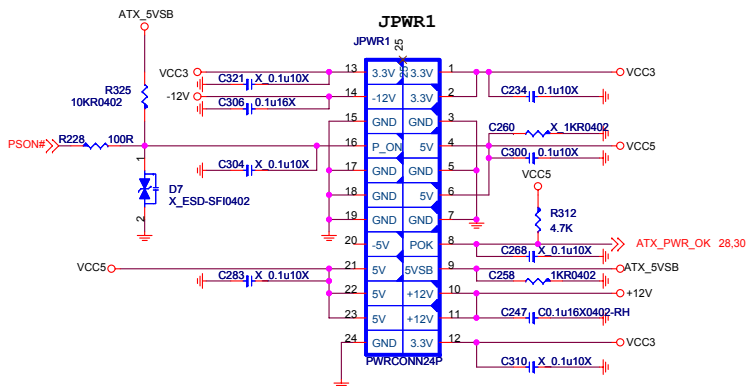 JPWR1
ATX_5VSB
JPWR1
25
25 X
VCC3 C321 X_0.1u10X 13 3.3V 3.3V 1 VCC3
R325
10KR0402
-12V C306 0.1u16X 14 -12V 3.3V 2 C234 0.1u10X
15 GND GND 3 C260 X_1KR0402
PSON# R228 100R 16 P_ON 5V 4 VCC5
1 C304 X_0.1u10X 17 GND GND 5 C300 0.1u10X
D7
X_ESD-SFI0402
2
18 GND 5V 6 VCC5
19 GND GND 7 R312
4.7K
20 -5V POK 8 ATX_PWR_OK 28,30
C268 X_0.1u10X
VCC5 21 5V 5VSB 9 ATX_5VSB
C283 X_0.1u10X C258 1KR0402
22 5V +12V 10 +12V
23 5V +12V 11 C247 C0.1u16X0402-RH
24 GND 3.3V 12 VCC3
PWRCONN24P
C310 X_0.1u10X